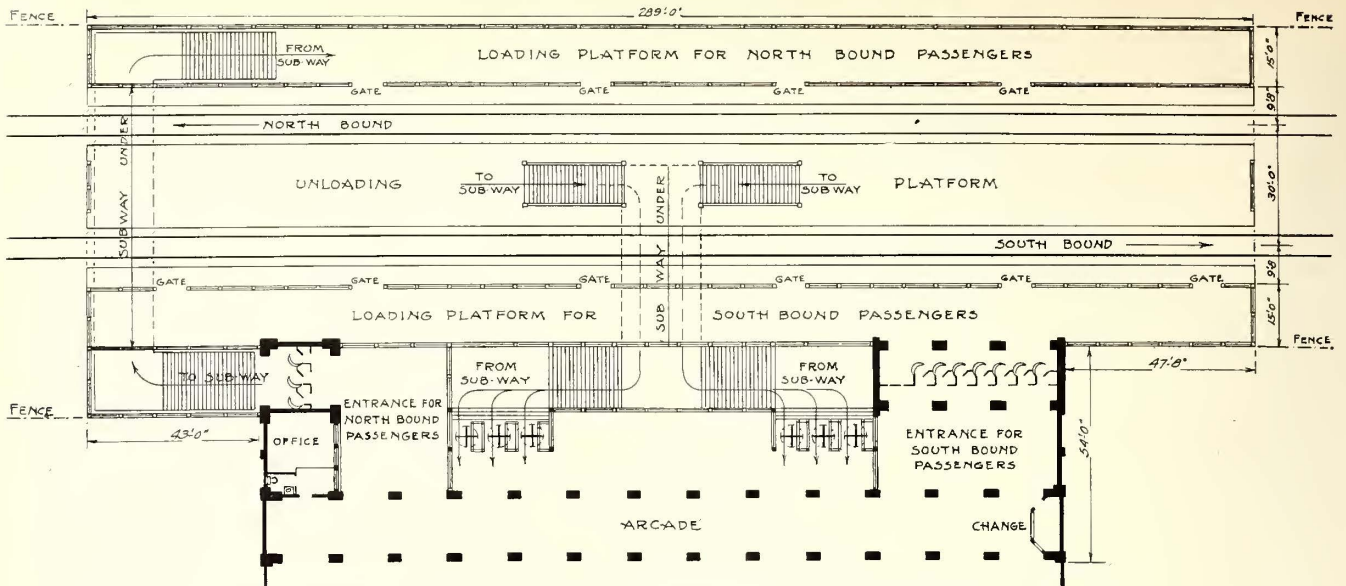 FENCE
289'-0"
FENCE
FROM
SUB-WAY
LOADING PLATFORM FOR NORTH BOUND PASSENGERS
15'-0"
GATE
GATE
GATE
GATE
9'8"
NORTH BOUND
SUBWAY UNDER
UNLOADING
TO
SUB-WAY
SUB WAY UNDER
TO
SUB-WAY
PLATFORM
30'-0"
SOUTH BOUND
9'8
GATE
GATE
GATE
GATE
GATE
GATE
LOADING PLATFORM FOR
SOUTH BOUND PASSENGERS
15'-0"
FENCE
47'-8"
TO SUB-WAY
FROM
SUB-WAY
FROM
SUB-WAY
FENCE
43'-0"
OFFICE
ENTRANCE FOR
NORTH BOUND
PASSENGERS
ENTRANCE FOR
SOUTH BOUND
PASSENGERS
54'-0"
ARCADE
CHANGE